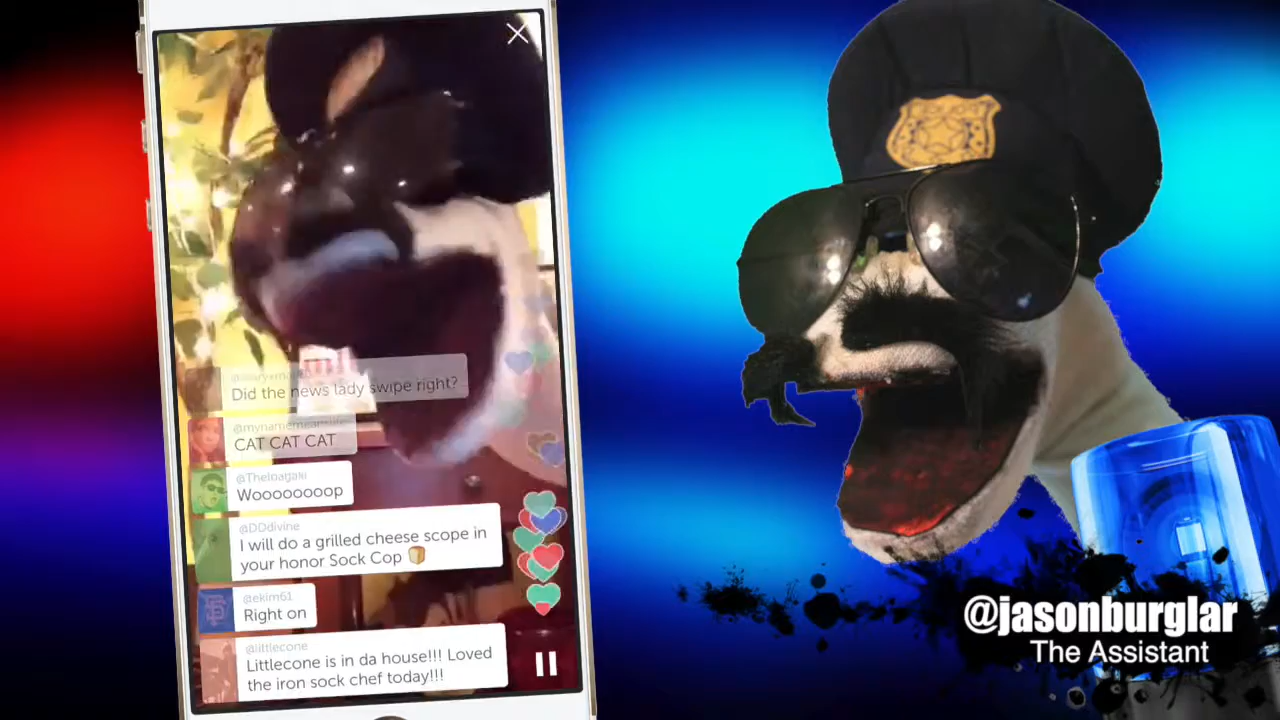 Did the news lady swipe right?
CAT CAT CAT
@Theloagaki
Woooooooop
@DDdivine
I will do a grilled cheese scope in
your honor Sock Cop
@ekim61
Right on
@littlecone
Littlecone is in da house!!! Loved
the iron sock chef today!!!
@jasonburglar
The Assistant